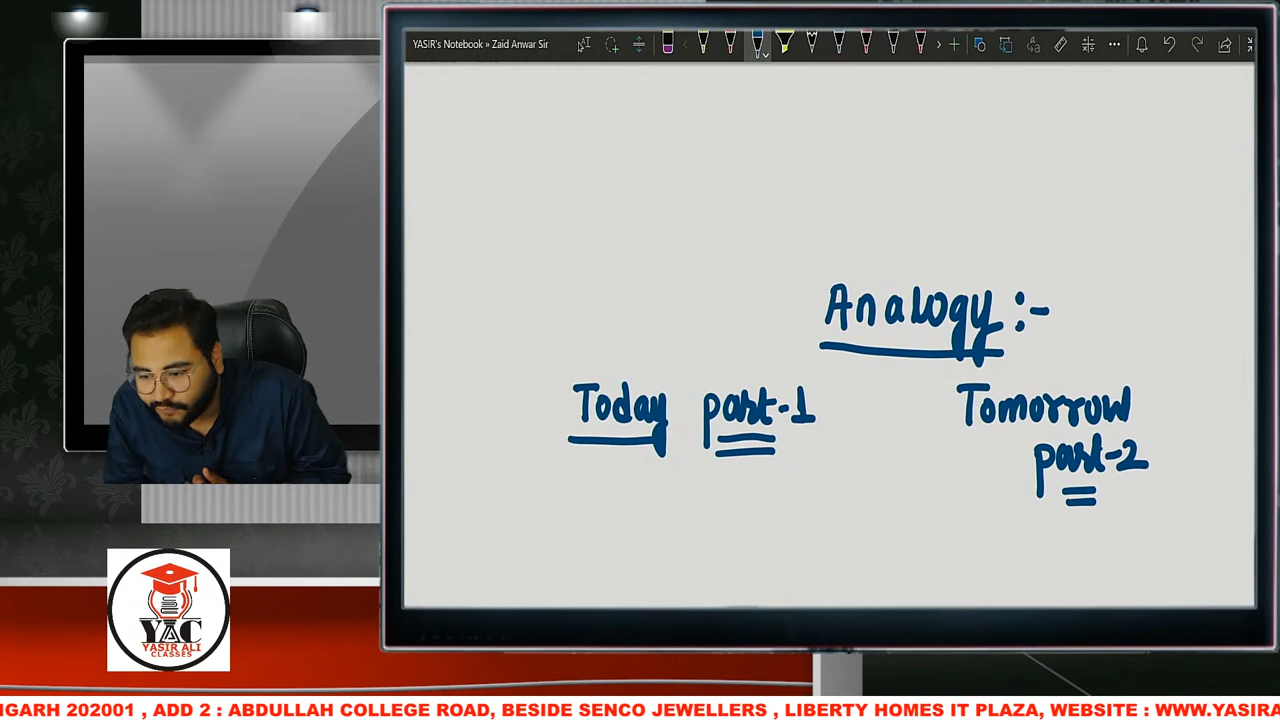 YASIR's Notebook » Zaid Anwar Sir
Analogy :-
Today part-1
Tomorrow
part-2
YAC
YASIR ALI
CLASSES
IGARH 202001 , ADD 2 : ABDULLAH COLLEGE ROAD, BESIDE SENCO JEWELLERS , LIBERTY HOMES IT PLAZA, WEBSITE : WWW.YASIRA